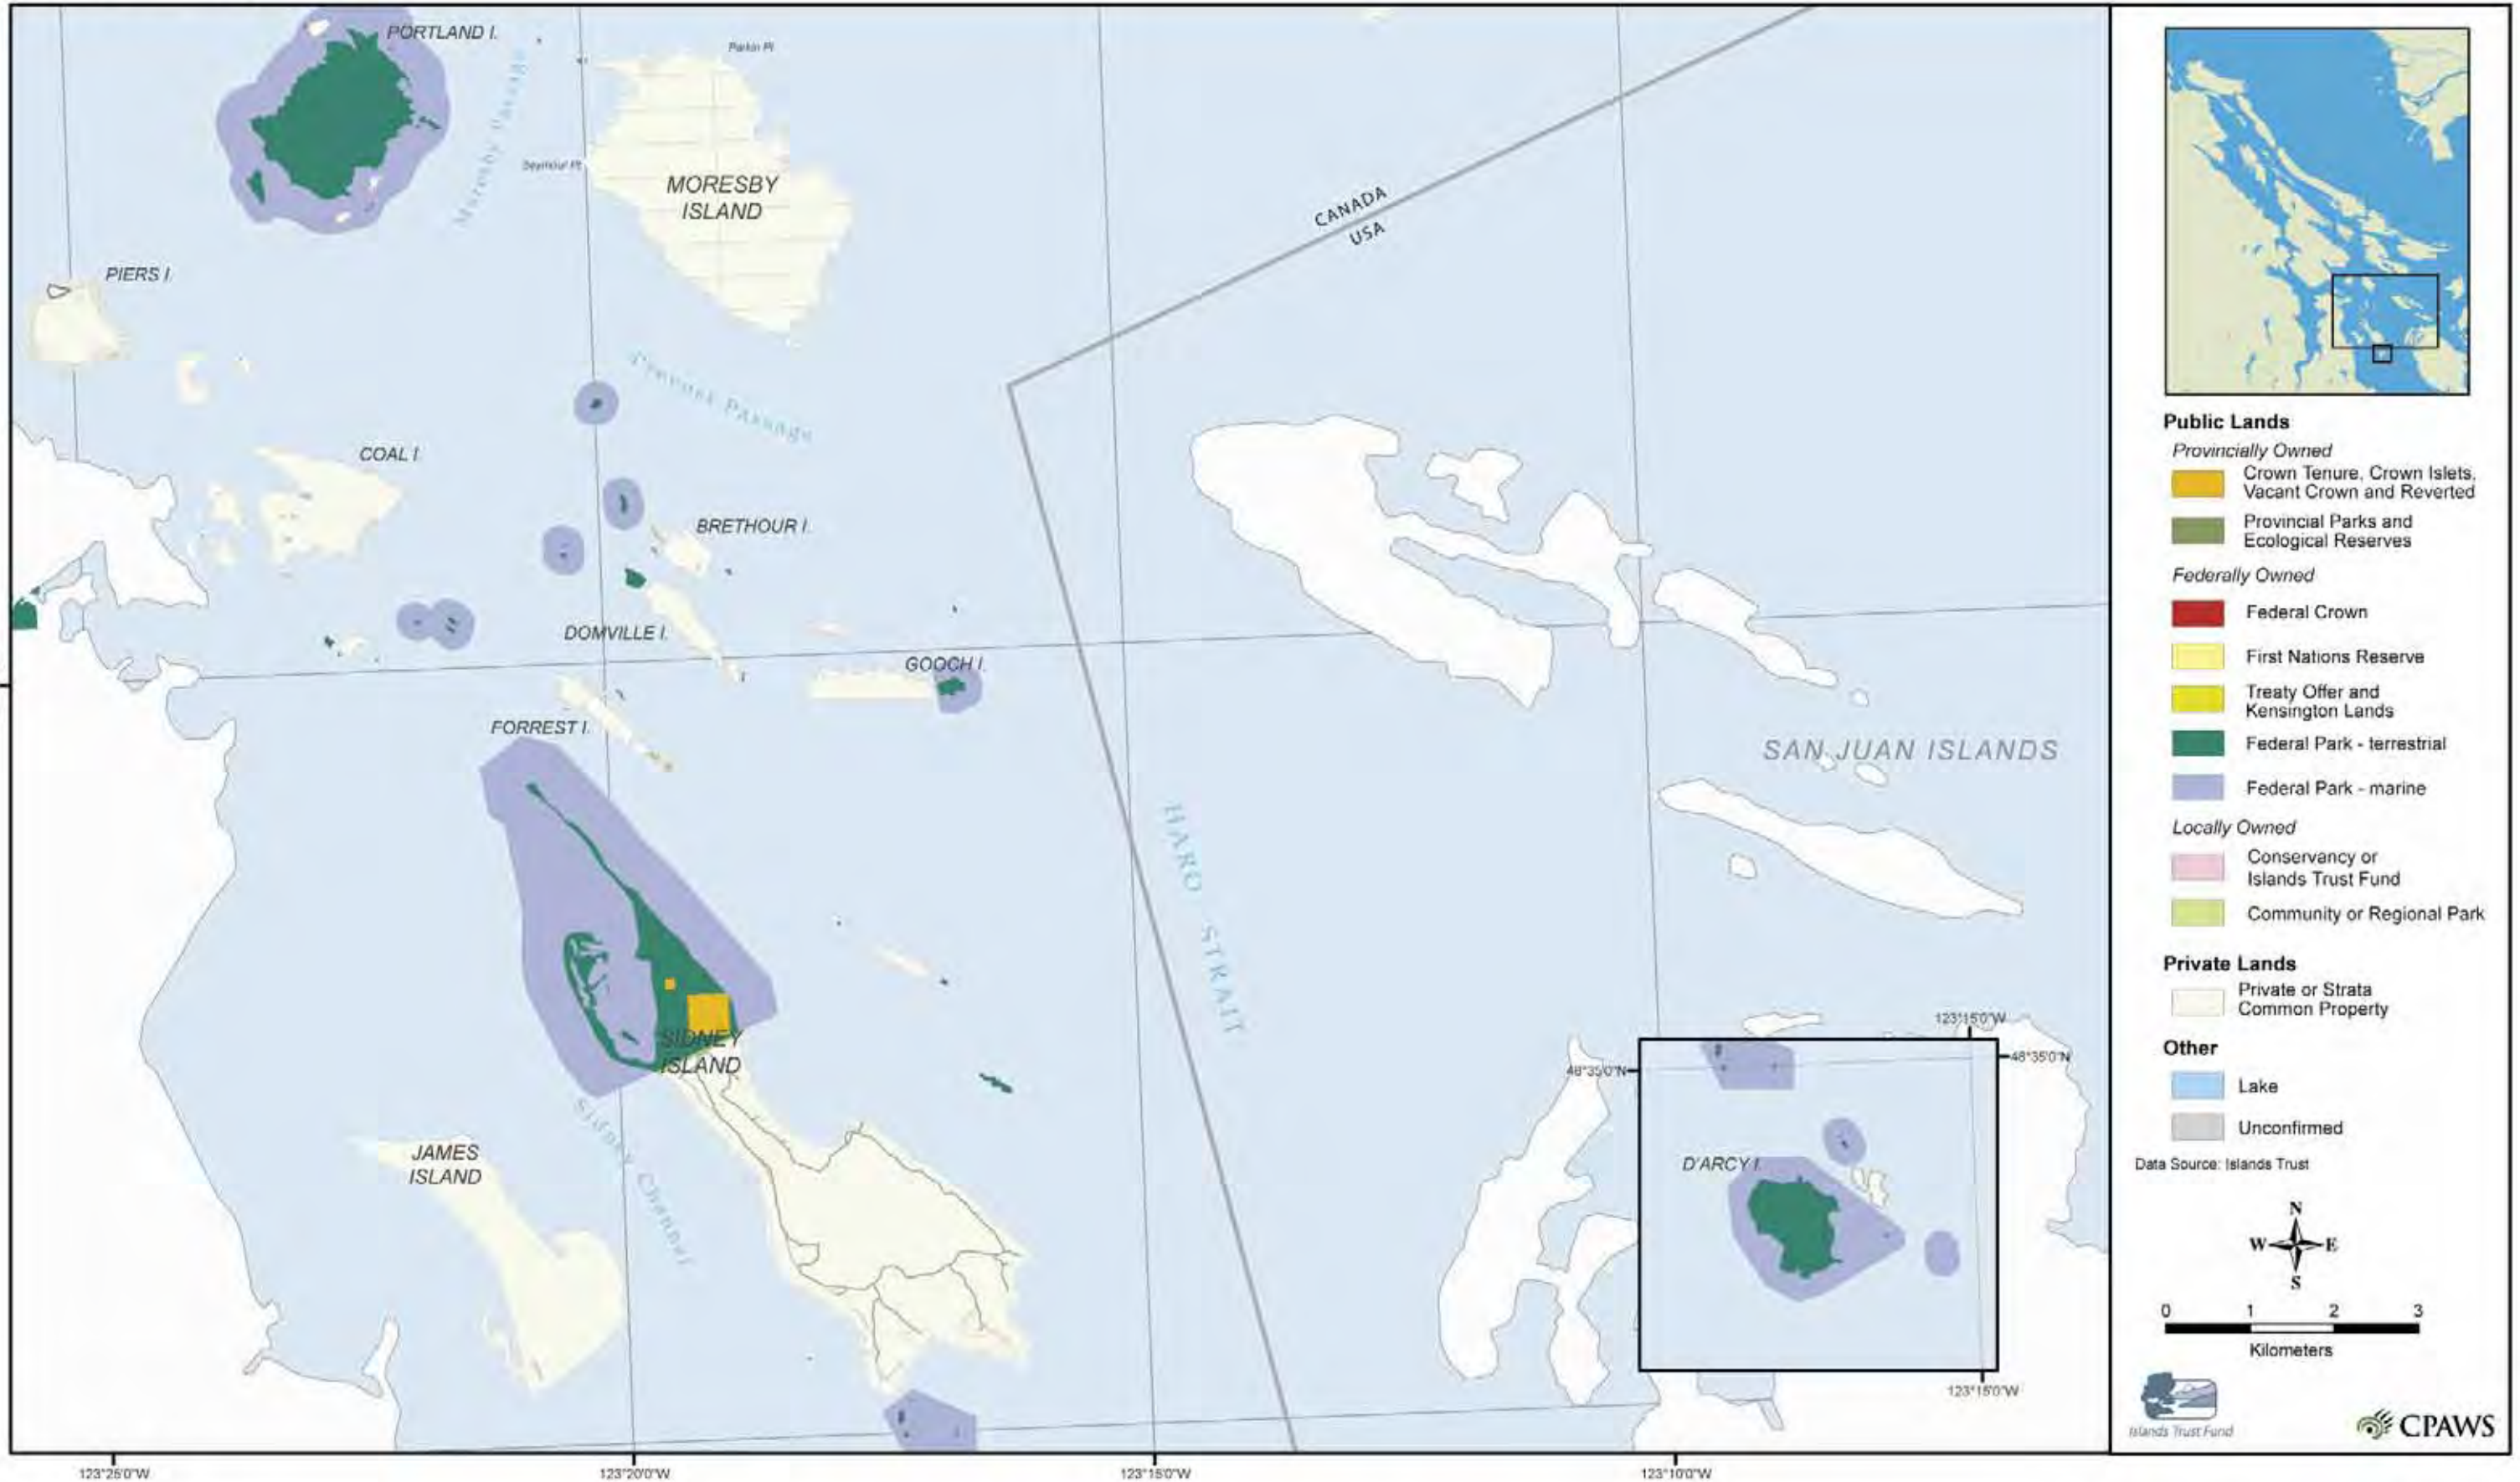 PORTLAND I.
Parkin Pt
Moresby Passage
Seymour Pt
MORESBY
ISLAND
CANADA
USA
PIERS I.
Prevost Passage
COAL I.
BRETHOUR I.
DOMVILLE I.
GOOCH I.
FORREST I.
SAN JUAN ISLANDS
HARO STRAIT
SIDNEY
ISLAND
Sidney Channel
JAMES
ISLAND
123°15'0"W
48°35'0"N
48°35'0"N
D'ARCY I.
123°15'0"W
123°25'0"W
123°20'0"W
123°15'0"W
123°10'0"W
Public Lands
Provincially Owned
Crown Tenure, Crown Islets,
Vacant Crown and Reverted
Provincial Parks and
Ecological Reserves
Federally Owned
Federal Crown
First Nations Reserve
Treaty Offer and
Kensington Lands
Federal Park - terrestrial
Federal Park - marine
Locally Owned
Conservancy or
Islands Trust Fund
Community or Regional Park
Private Lands
Private or Strata
Common Property
Other
Lake
Unconfirmed
Data Source: Islands Trust
N
W E
S
0 1 2 3
Kilometers
Islands Trust Fund
CPAWS